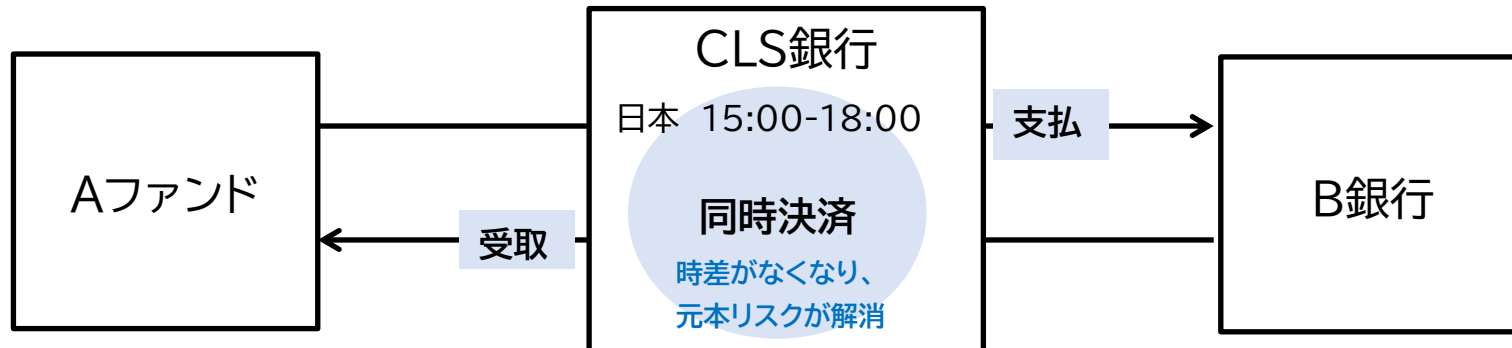 CLS銀行
日本 15:00-18:00
支払
Aファンド
B銀行
同時決済
受取
時差がなくなり、
元本リスクが解消